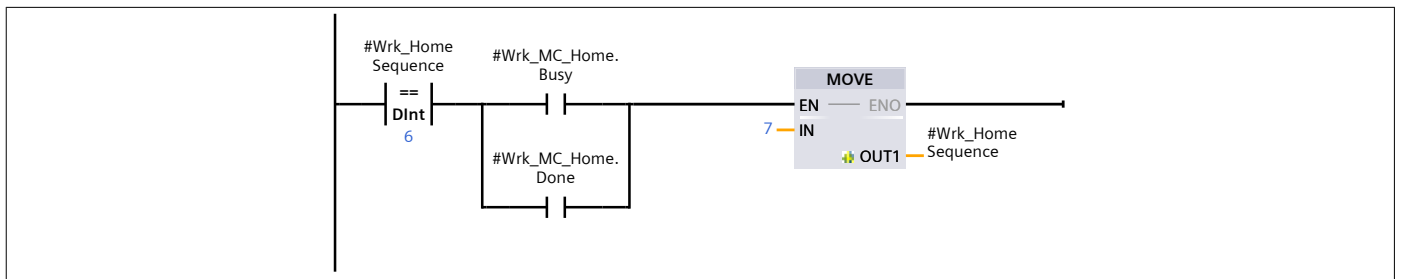 #Wrk_Home
Sequence
==
DInt
6
#Wrk_MC_Home.
Busy
#Wrk_MC_Home.
Done
MOVE
EN
ENO
7
IN
OUT1
#Wrk_Home
Sequence